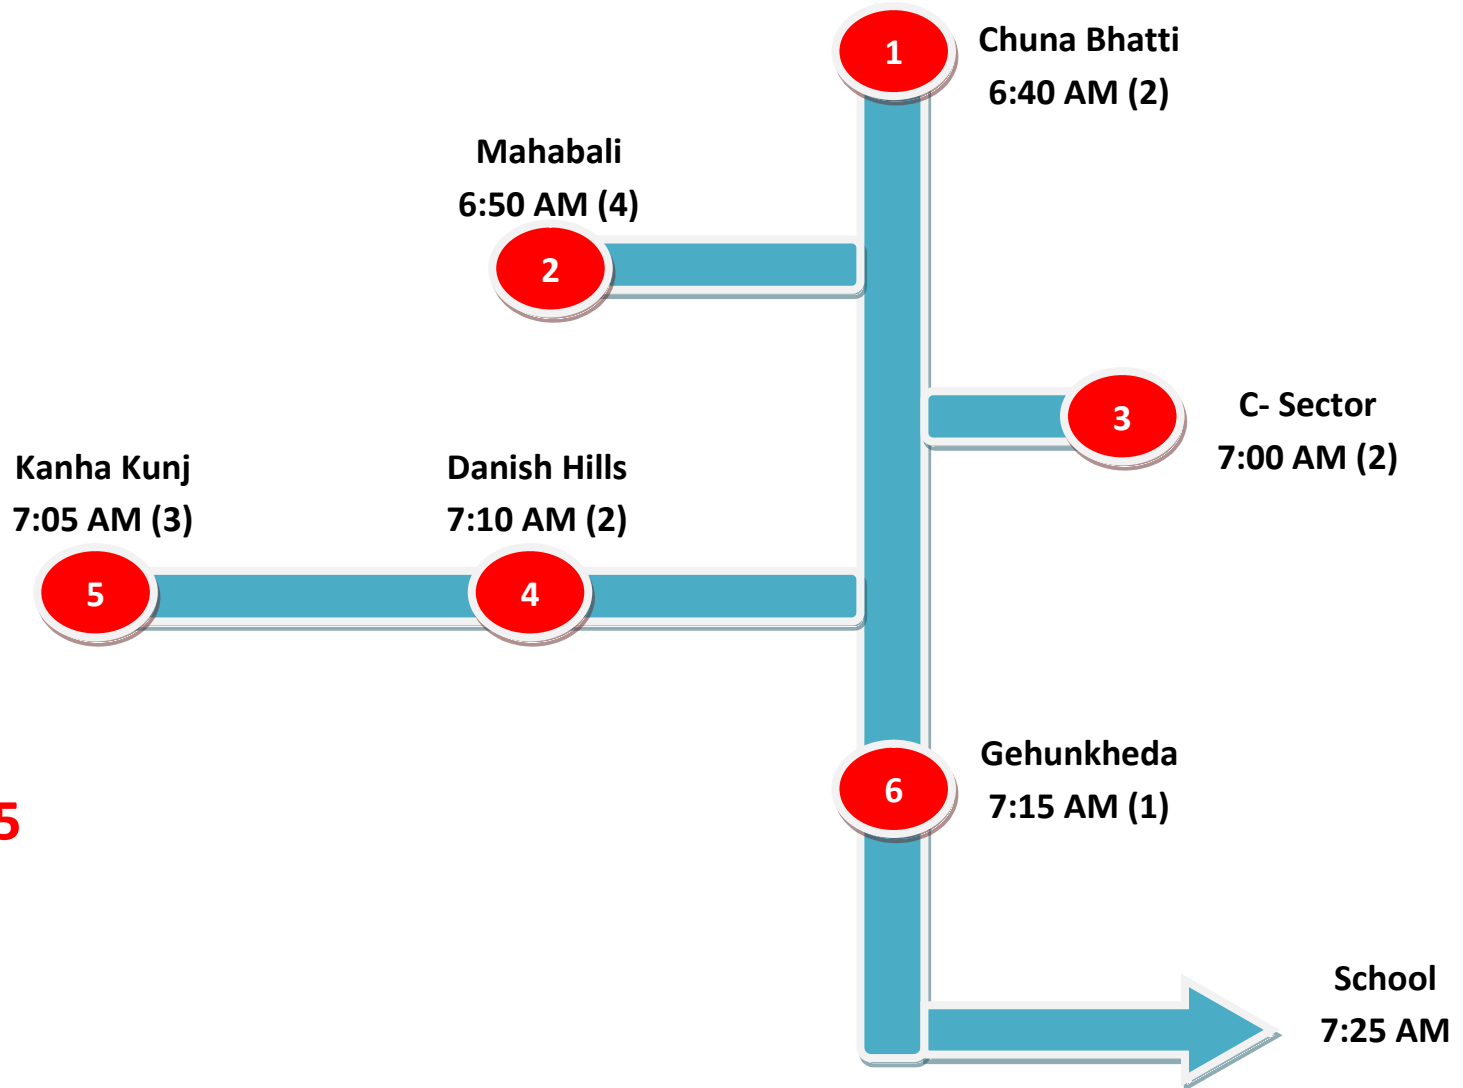 1
Chuna Bhatti
6:40 AM (2)
Mahabali
6:50 AM (4)
2
3
C- Sector
7:00 AM (2)
Kanha Kunj
7:05 AM (3)
Danish Hills
7:10 AM (2)
5
4
Gehunkheda
7:15 AM (1)
6
5
School
7:25 AM